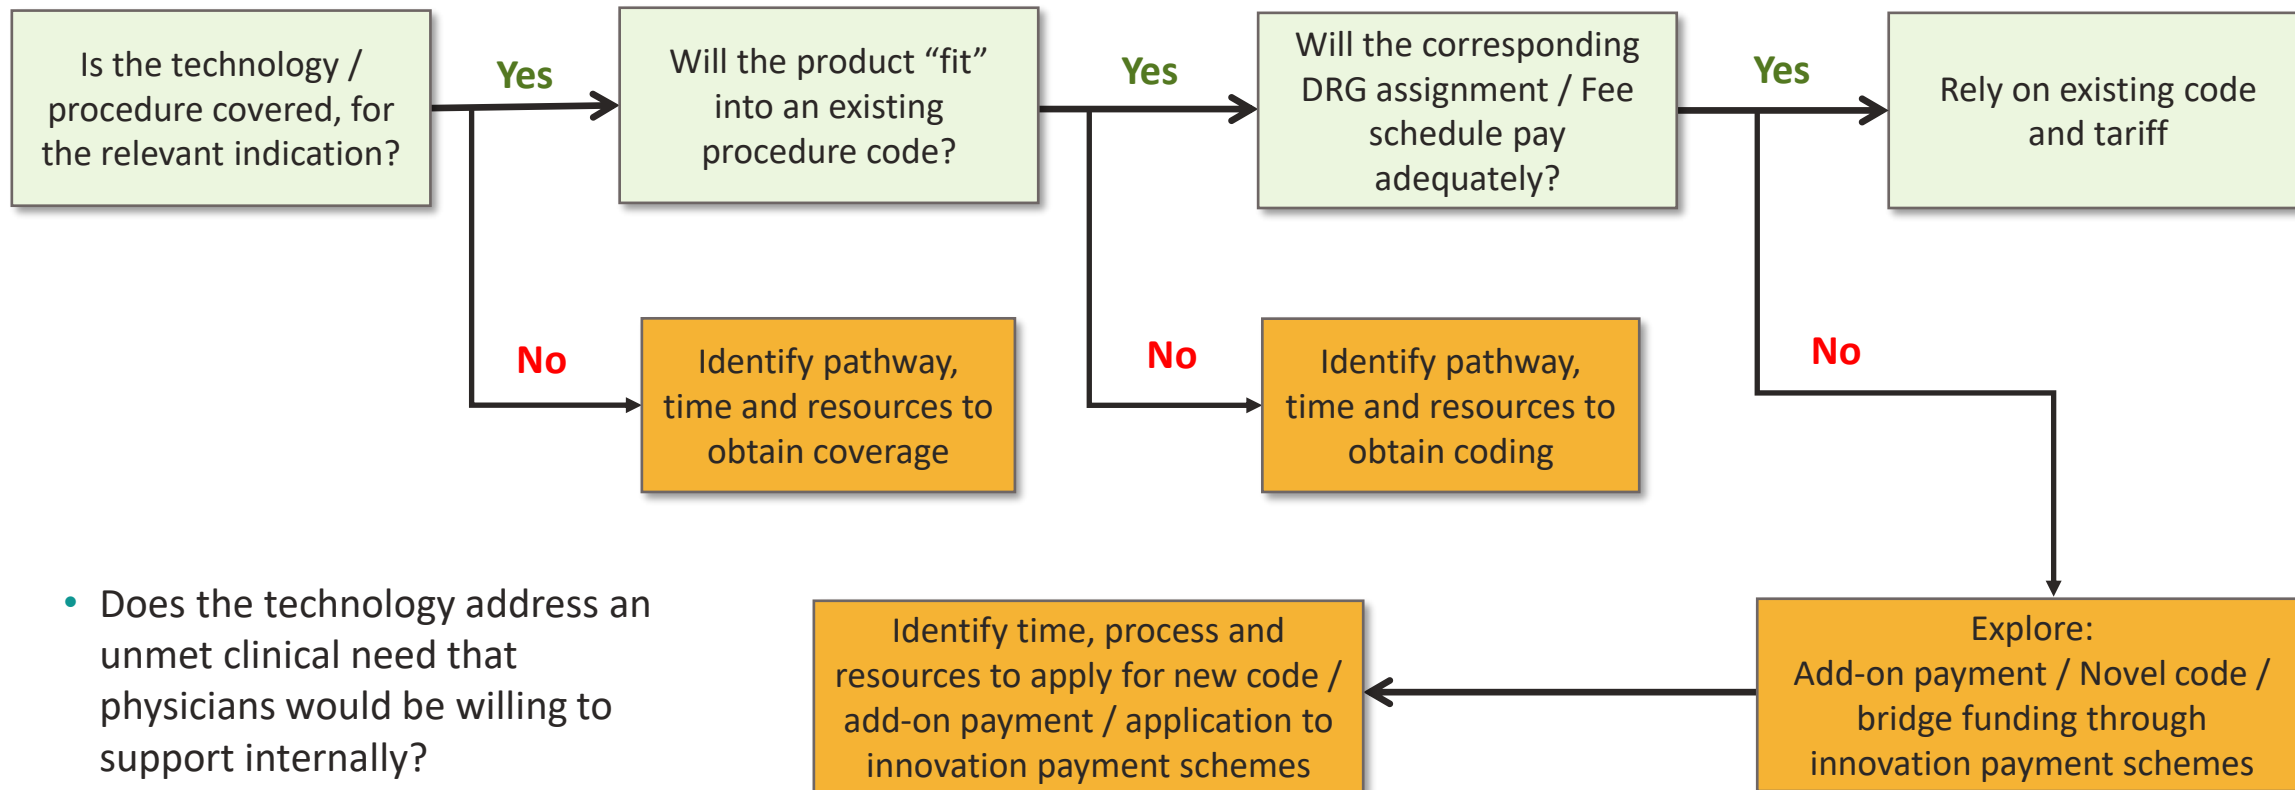 Is the technology /
procedure covered, for
the relevant indication?
Yes
Will the product “fit”
into an existing
procedure code?
Yes
Will the corresponding
DRG assignment / Fee
schedule pay
adequately?
Yes
Rely on existing code
and tariff
No
Identify pathway,
time and resources to
obtain coverage
No
Identify pathway,
time and resources to
obtain coding
No
• Does the technology address an
unmet clinical need that
physicians would be willing to
support internally?
Identify time, process and
resources to apply for new code /
add-on payment / application to
innovation payment schemes
Explore:
Add-on payment / Novel code /
bridge funding through
innovation payment schemes